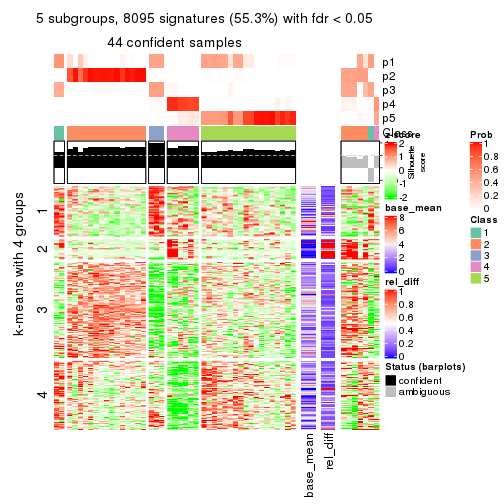 5 subgroups, 8095 signatures (55.3%) with fdr < 0.05
44 confident samples
p1
p2
p3
p4
p5
Class
Silhouette
score
1
2
3
4
k-means with 4 groups
base_mean
rel_diff
z-score
2
1
0
-1
-2
base_mean
8
6
4
2
0
rel_diff
1
0.8
0.6
0.4
0.2
0
Status (barplots)
confident
ambiguous
Prob
1
0.8
0.6
0.4
0.2
0
Class
1
2
3
4
5